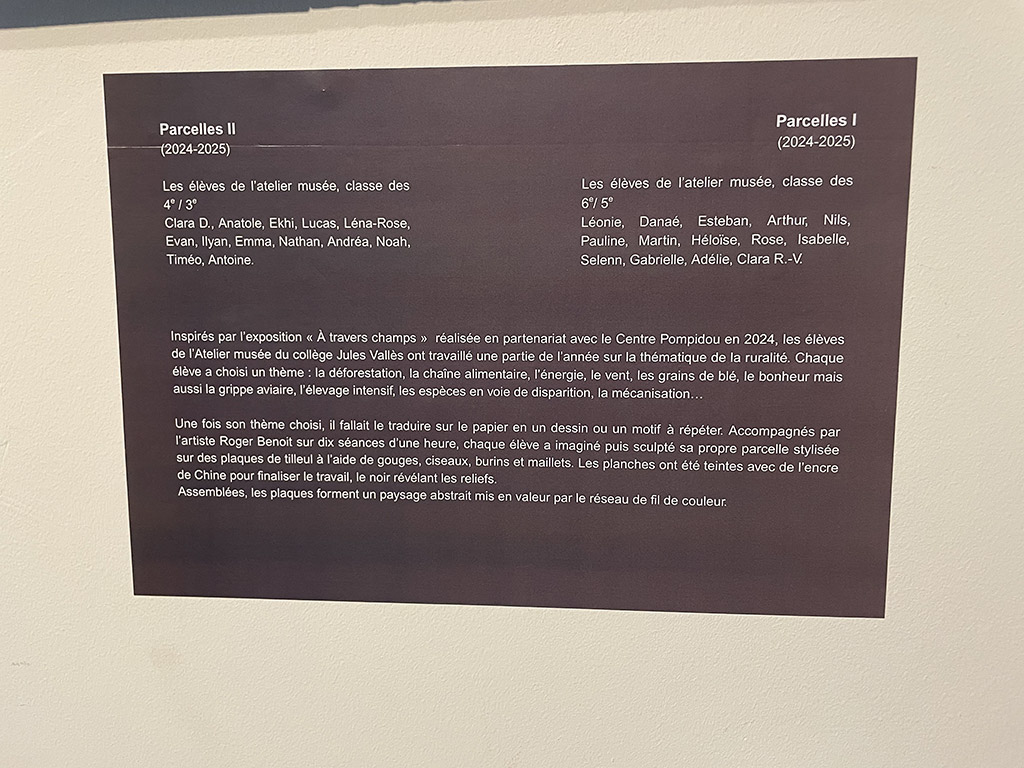 Parcelles II
(2024-2025)
Les élèves de l'atelier musée, classe des
4e / 3e
Clara D., Anatole, Ekhi, Lucas, Léna-Rose,
Evan, Ilyan, Emma, Nathan, Andréa, Noah,
Timéo, Antoine.
Parcelles I
(2024-2025)
Les élèves de l'atelier musée, classe des
6e/ 5e
Léonie, Danaé, Esteban, Arthur, Nils,
Pauline, Martin, Héloïse, Rose, Isabelle,
Selenn, Gabrielle, Adélie, Clara R.-V.
Inspirés par l'exposition « À travers champs » réalisée en partenariat avec le Centre Pompidou en 2024, les élèves
de l'Atelier musée du collège Jules Vallès ont travaillé une partie de l'année sur la thématique de la ruralité. Chaque
élève a choisi un thème : la déforestation, la chaîne alimentaire, l'énergie, le vent, les grains de blé, le bonheur mais
aussi la grippe aviaire, l'élevage intensif, les espèces en voie de disparition, la mécanisation…
Une fois son thème choisi, il fallait le traduire sur le papier en un dessin ou un motif à répéter. Accompagnés par
l'artiste Roger Benoit sur dix séances d'une heure, chaque élève a imaginé puis sculpté sa propre parcelle stylisée
sur des plaques de tilleul à l'aide de gouges, ciseaux, burins et maillets. Les planches ont été teintes avec de l'encre
de Chine pour finaliser le travail, le noir révélant les reliefs.
Assemblées, les plaques forment un paysage abstrait mis en valeur par le réseau de fil de couleur.